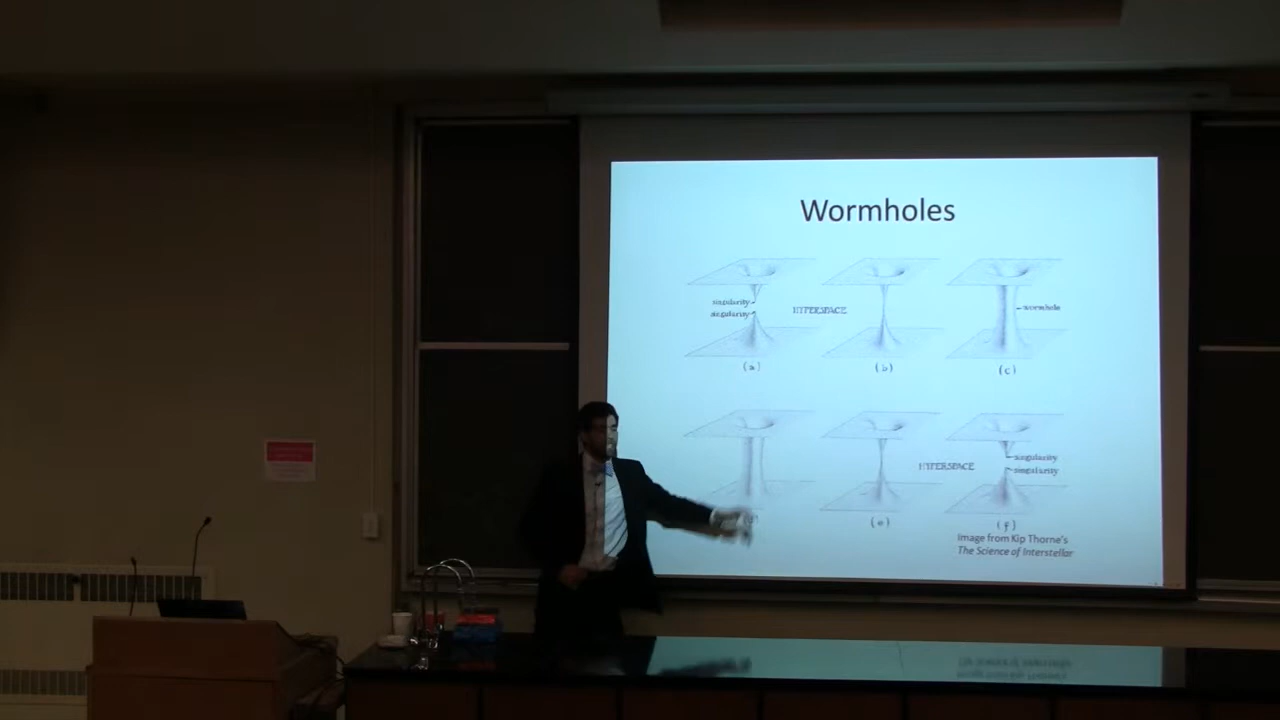 Wormholes
singularity
singularity
HYPERSPACE
wormhole
(a)
(b)
(c)
HYPERSPACE
singularity
singularity
(e)
(f)
Image from Kip Thorne's
The Science of Interstellar